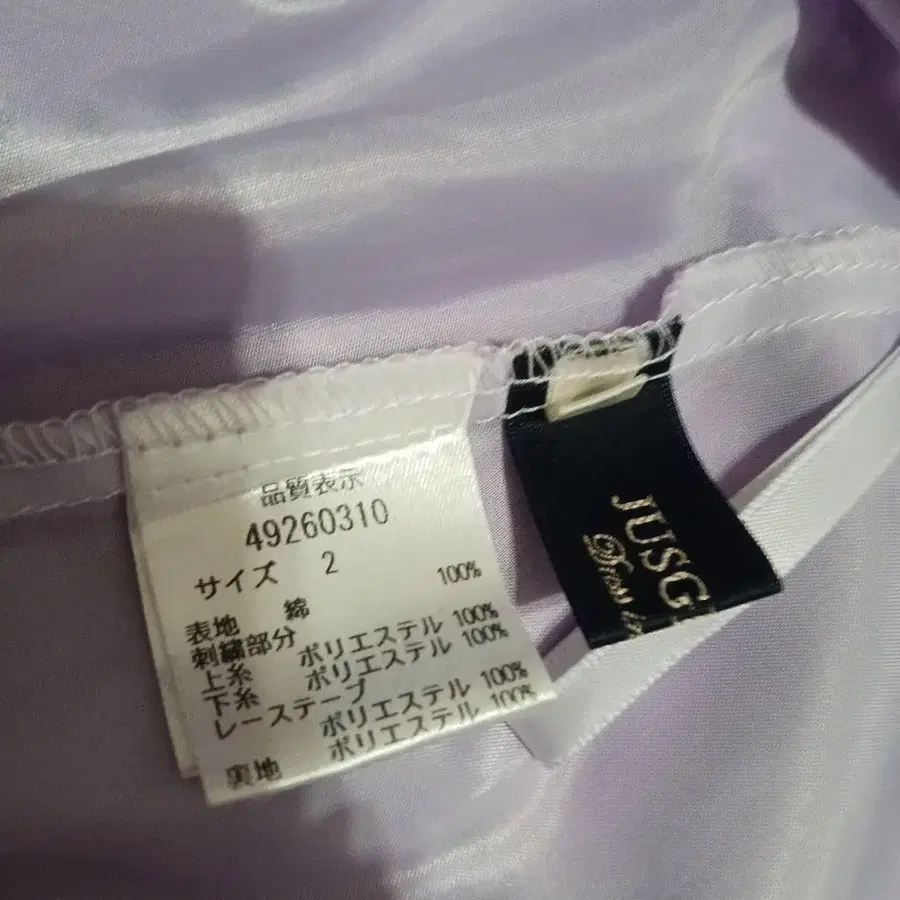 品質表示
49260310
サイズ 2
表地 綿 100%
刺繍部分
上糸 ポリエステル 100%
下糸 ポリエステル 100%
レーステープ
ポリエステル 100%
裏地 ポリエステル 100%
JUSG
Dress